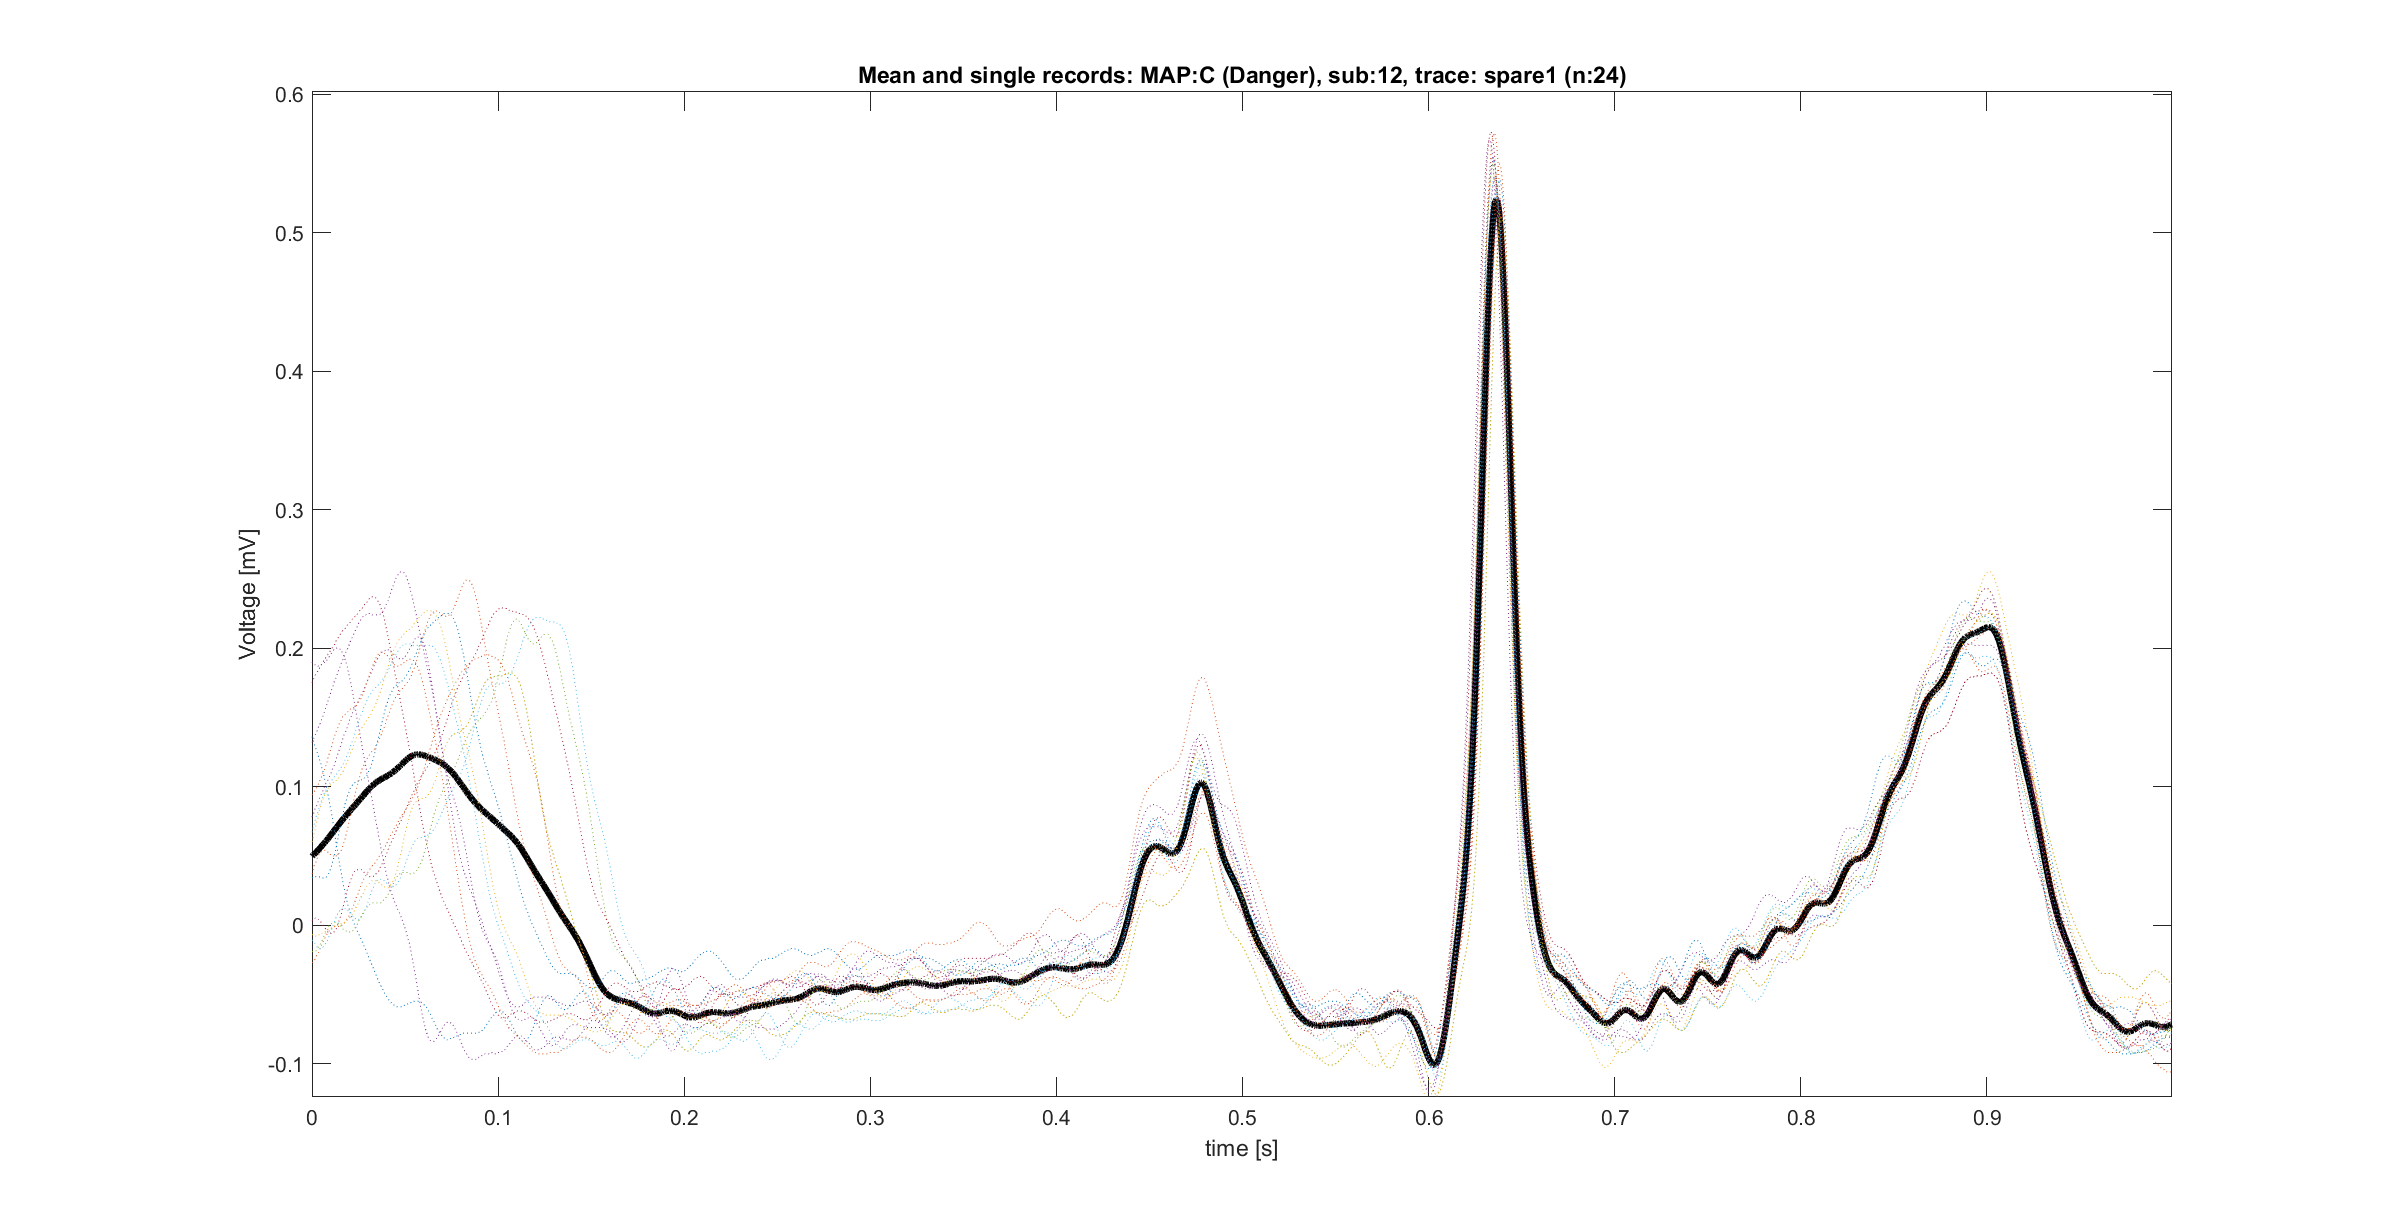 Mean and single records: MAP:C (Danger), sub:12, trace: spare1 (n:24)
0.6
0.5
0.4
0.3
0.2
0.1
0
-0.1
Voltage [mV]
0 0.1 0.2 0.3 0.4 0.5 0.6 0.7 0.8 0.9
time [s]